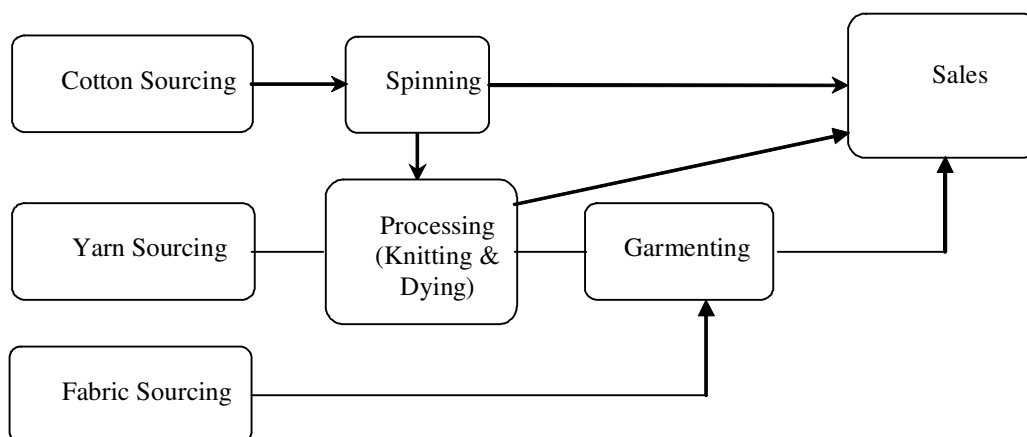 Cotton Sourcing
Spinning
Sales
Yarn Sourcing
Processing
(Knitting &
Dying)
Garmenting
Fabric Sourcing